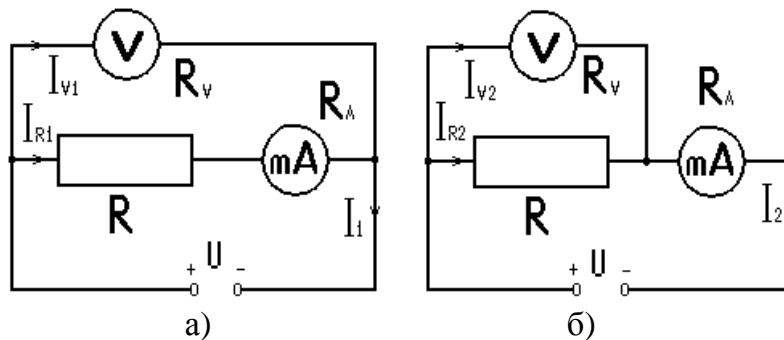 V V
I_V1 R_V I_V2 R_V
I_R1 R_A I_R2 R_A
mA mA
R I_1 R I_2
+ U - + U -
а) б)